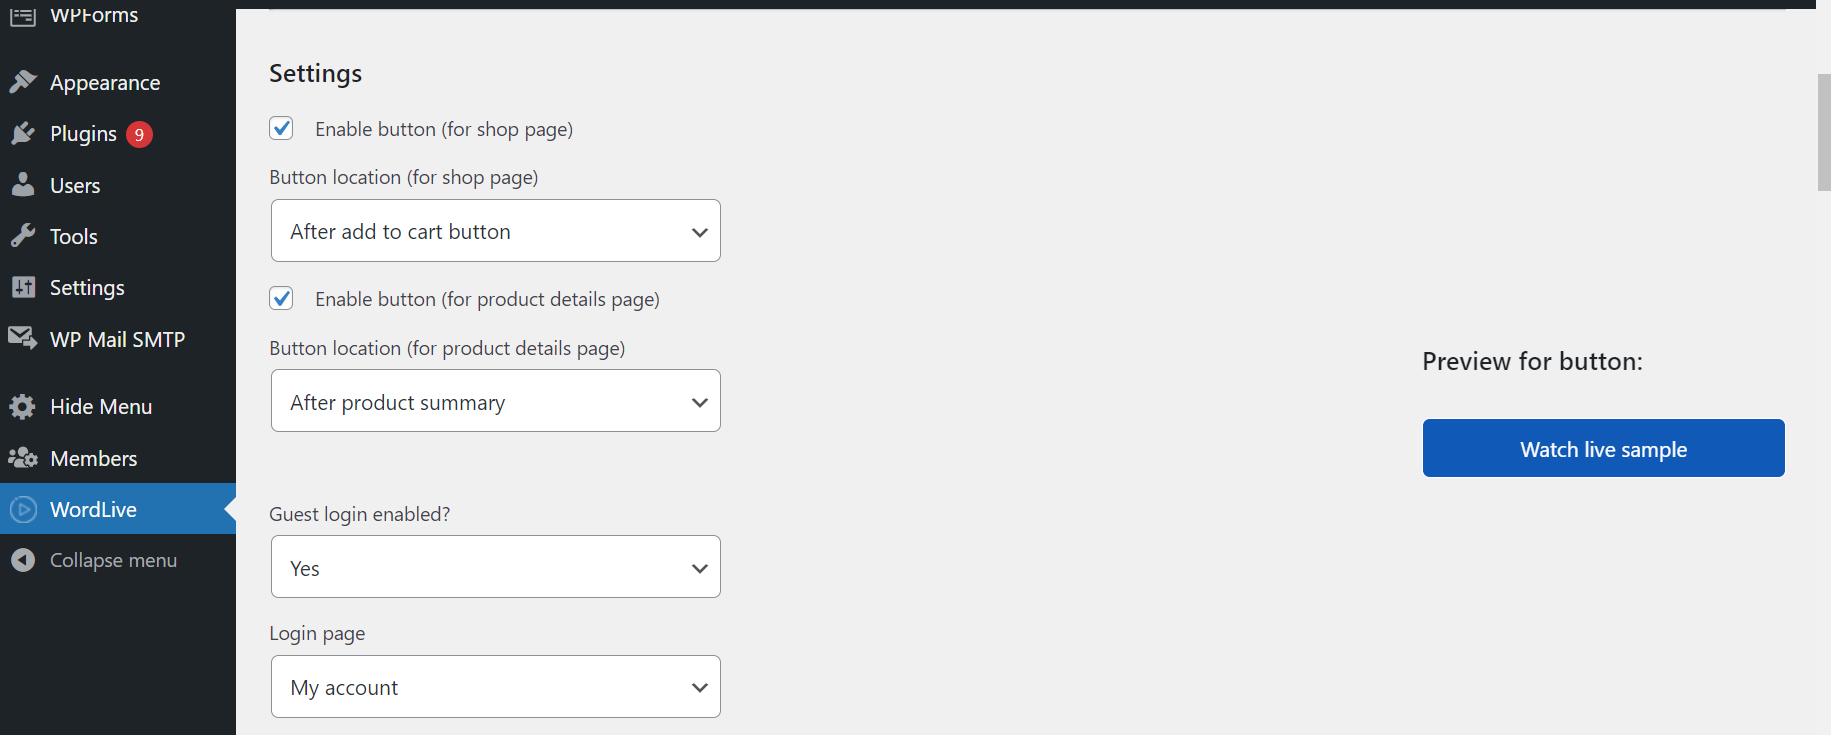 WPForms
Appearance
Plugins 9
Users
Tools
Settings
WP Mail SMTP
Hide Menu
Members
WordLive
Collapse menu
Settings
Enable button (for shop page)
Button location (for shop page)
After add to cart button
Enable button (for product details page)
Button location (for product details page)
After product summary
Guest login enabled?
Yes
Login page
My account
Preview for button:
Watch live sample